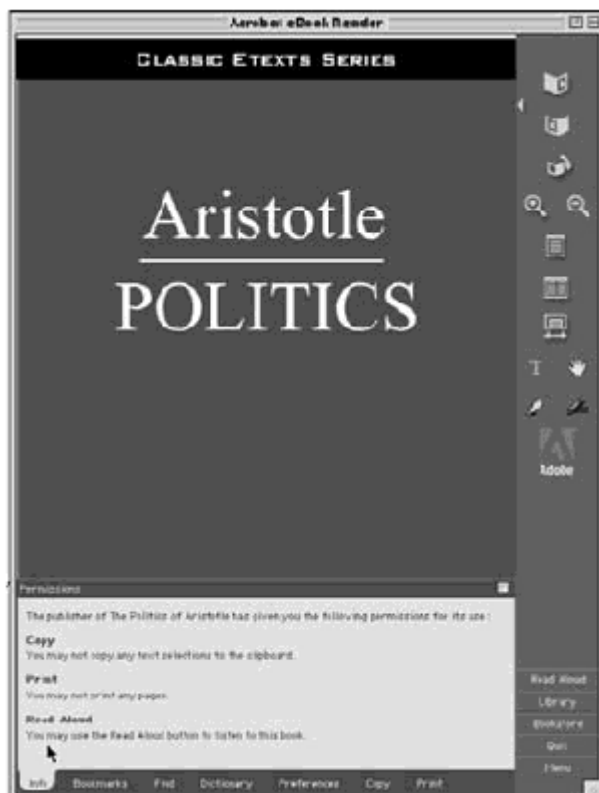 Acrobat eBook Reader
CLASSIC ETEXTS SERIES
Aristotle
POLITICS
T
Adobe
Permissions
The publisher of The Politics of Aristotle has given you the following permissions for its use:
Copy
You may not copy any text selections to the clipboard.
Print
You may not print any pages.
Read Aloud
You may use the Read Aloud button to listen to this book.
Read Aloud
Library
Bookstore
Quit
Menu
Info Bookmarks Find Dictionary Preferences Copy Print